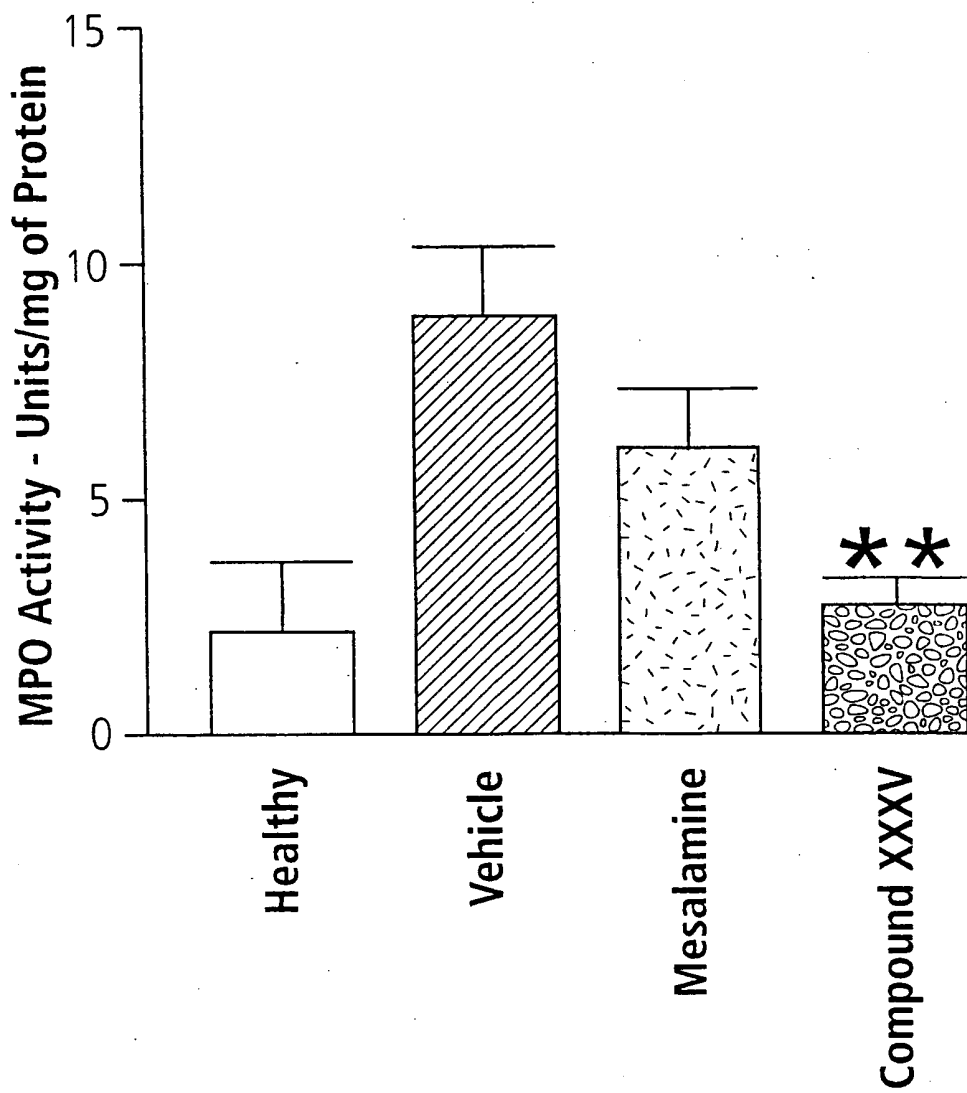 MPO Activity - Units/mg of Protein
15
10
5
0
**
Healthy
Vehicle
Mesalamine
Compound XXXV